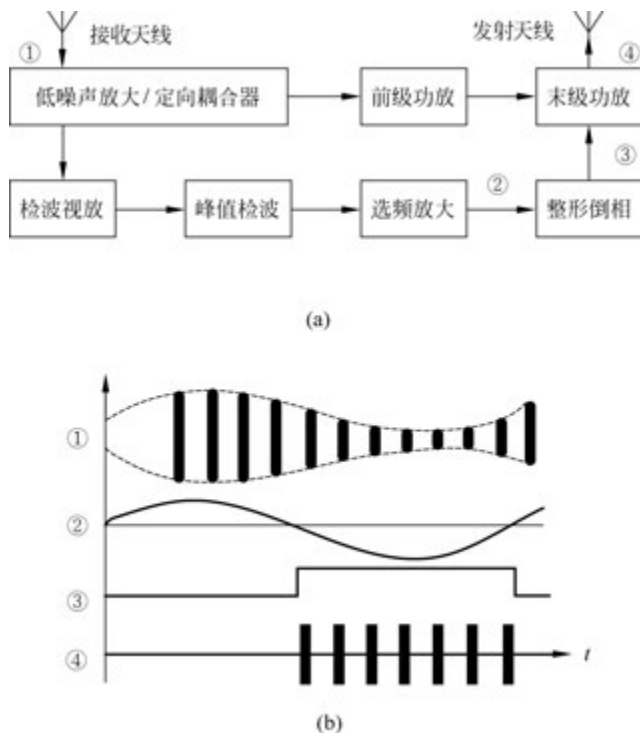 接收天线
发射天线
①
④
低噪声放大/定向耦合器
前级功放
末级功放
②
③
检波视放
峰值检波
选频放大
整形倒相
(a)
①
②
③
④
t
(b)